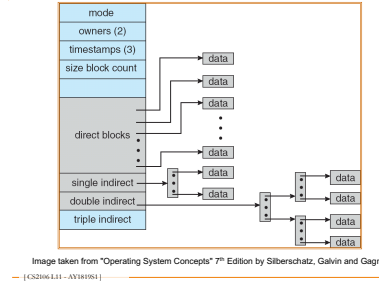 mode
owners (2)
timestamps (3)
size block count
direct blocks
single indirect
double indirect
triple indirect
data
data
data
data
data
data
data
data
data
data
Image taken from "Operating System Concepts" 7th Edition by Silberschatz, Galvin and Gagn
[CS2106 L11 - AY1819S1]